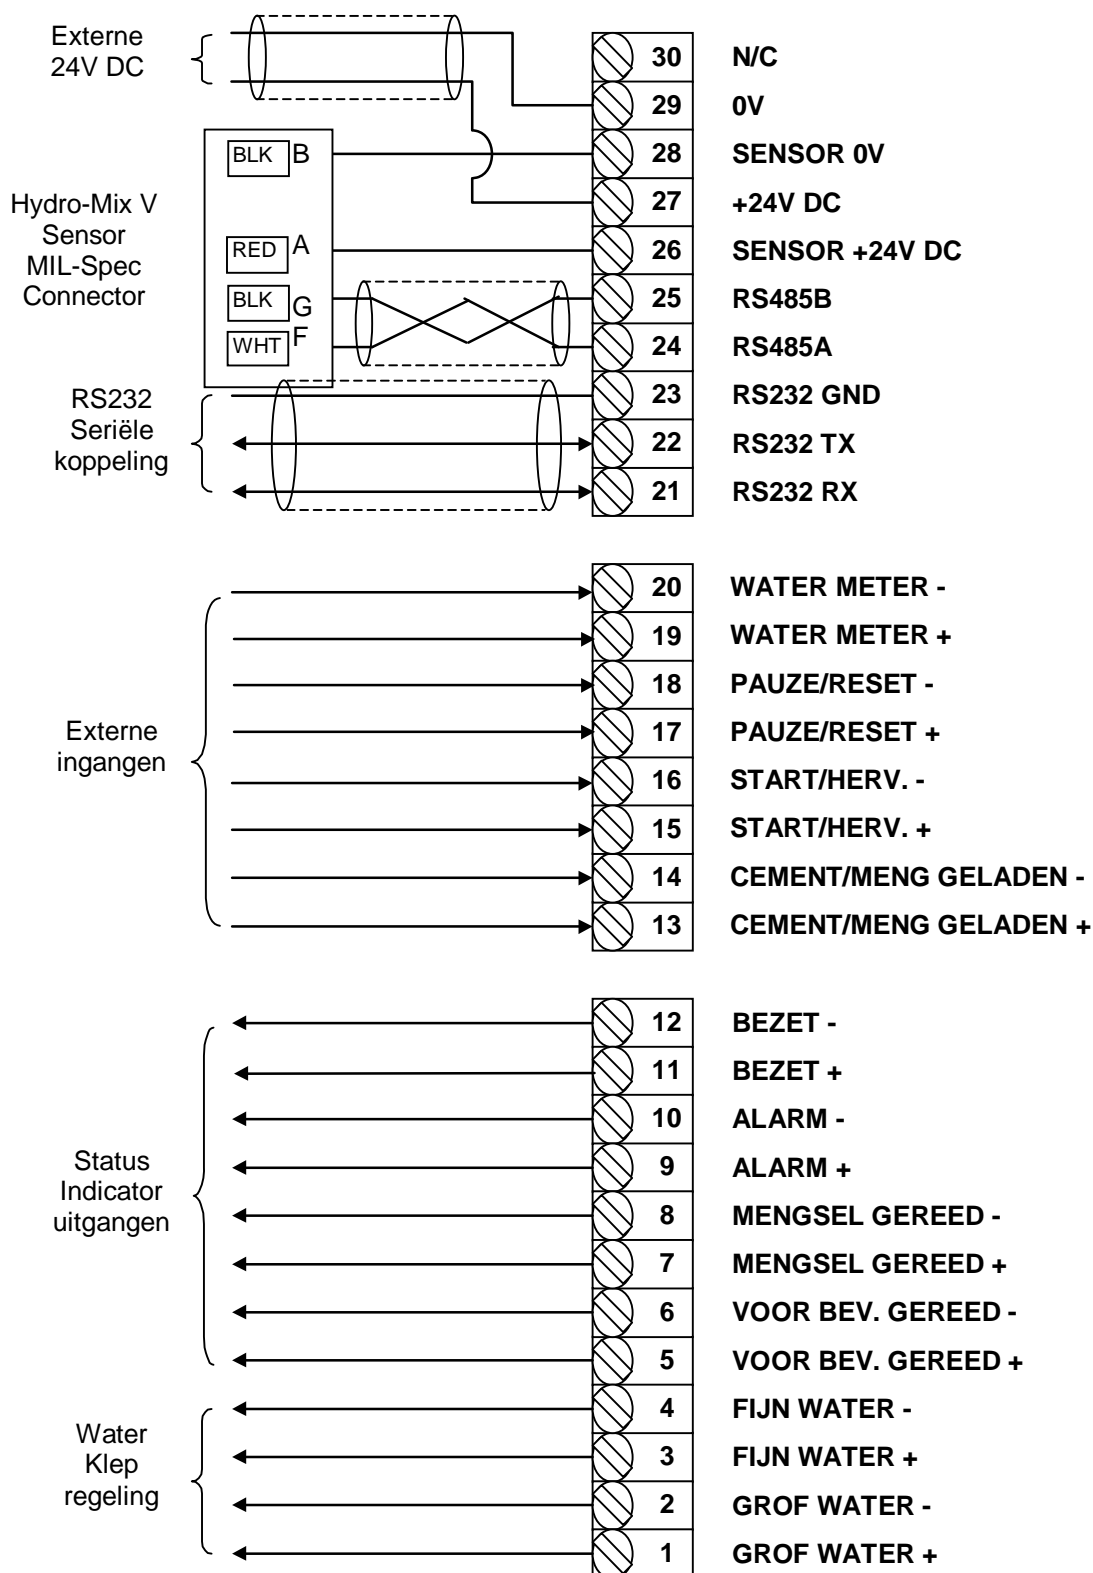 Externe
24V DC
30 N/C
29 0V
BLK B
28 SENSOR 0V
27 +24V DC
Hydro-Mix V
Sensor
MIL-Spec
Connector
RED A
26 SENSOR +24V DC
BLK G
25 RS485B
WHT F
24 RS485A
23 RS232 GND
RS232
Seriële
koppeling
22 RS232 TX
21 RS232 RX
20 WATER METER -
19 WATER METER +
18 PAUZE/RESET -
17 PAUZE/RESET +
Externe
ingangen
16 START/HERV. -
15 START/HERV. +
14 CEMENT/MENG GELADEN -
13 CEMENT/MENG GELADEN +
12 BEZET -
11 BEZET +
10 ALARM -
9 ALARM +
Status
Indicator
uitgangen
8 MENGSEL GEREED -
7 MENGSEL GEREED +
6 VOOR BEV. GEREED -
5 VOOR BEV. GEREED +
4 FIJN WATER -
3 FIJN WATER +
Water
Klep
regeling
2 GROF WATER -
1 GROF WATER +